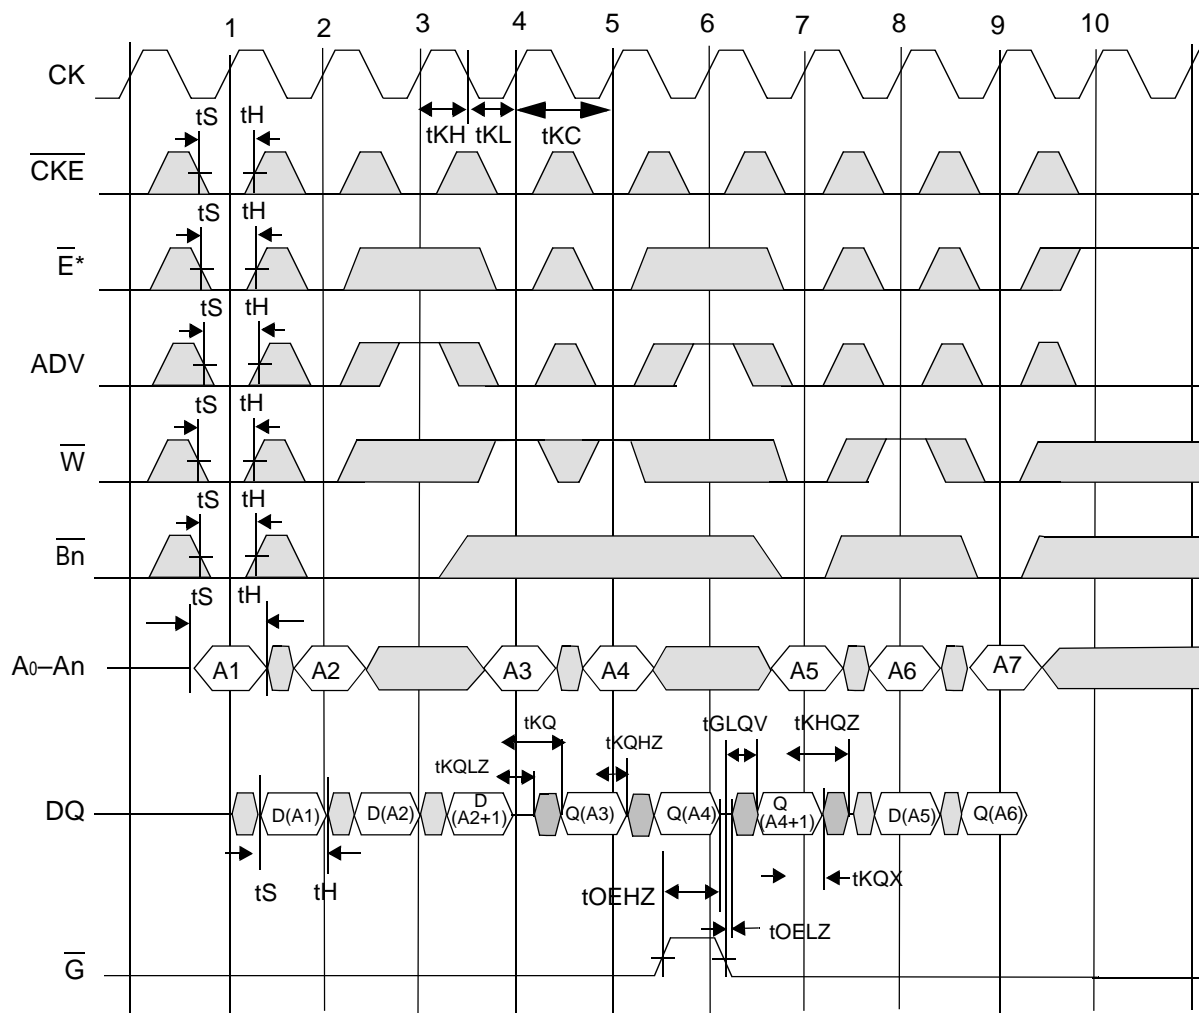 1 2 3 4 5 6 7 8 9 10
CK
tS tH tKH tKL tKC
CKE
tS tH
E*
tS tH
ADV
tS tH
W
tS tH
Bn
tS tH
A0–An A1 A2 A3 A4 A5 A6 A7
tKQ tGLQV tKHQZ
tKQHZ
tKQLZ
DQ D(A1) D(A2) D (A2+1) Q(A3) Q(A4) Q (A4+1) D(A5) Q(A6)
tS tH tOEHZ tKQX
tOELZ
G